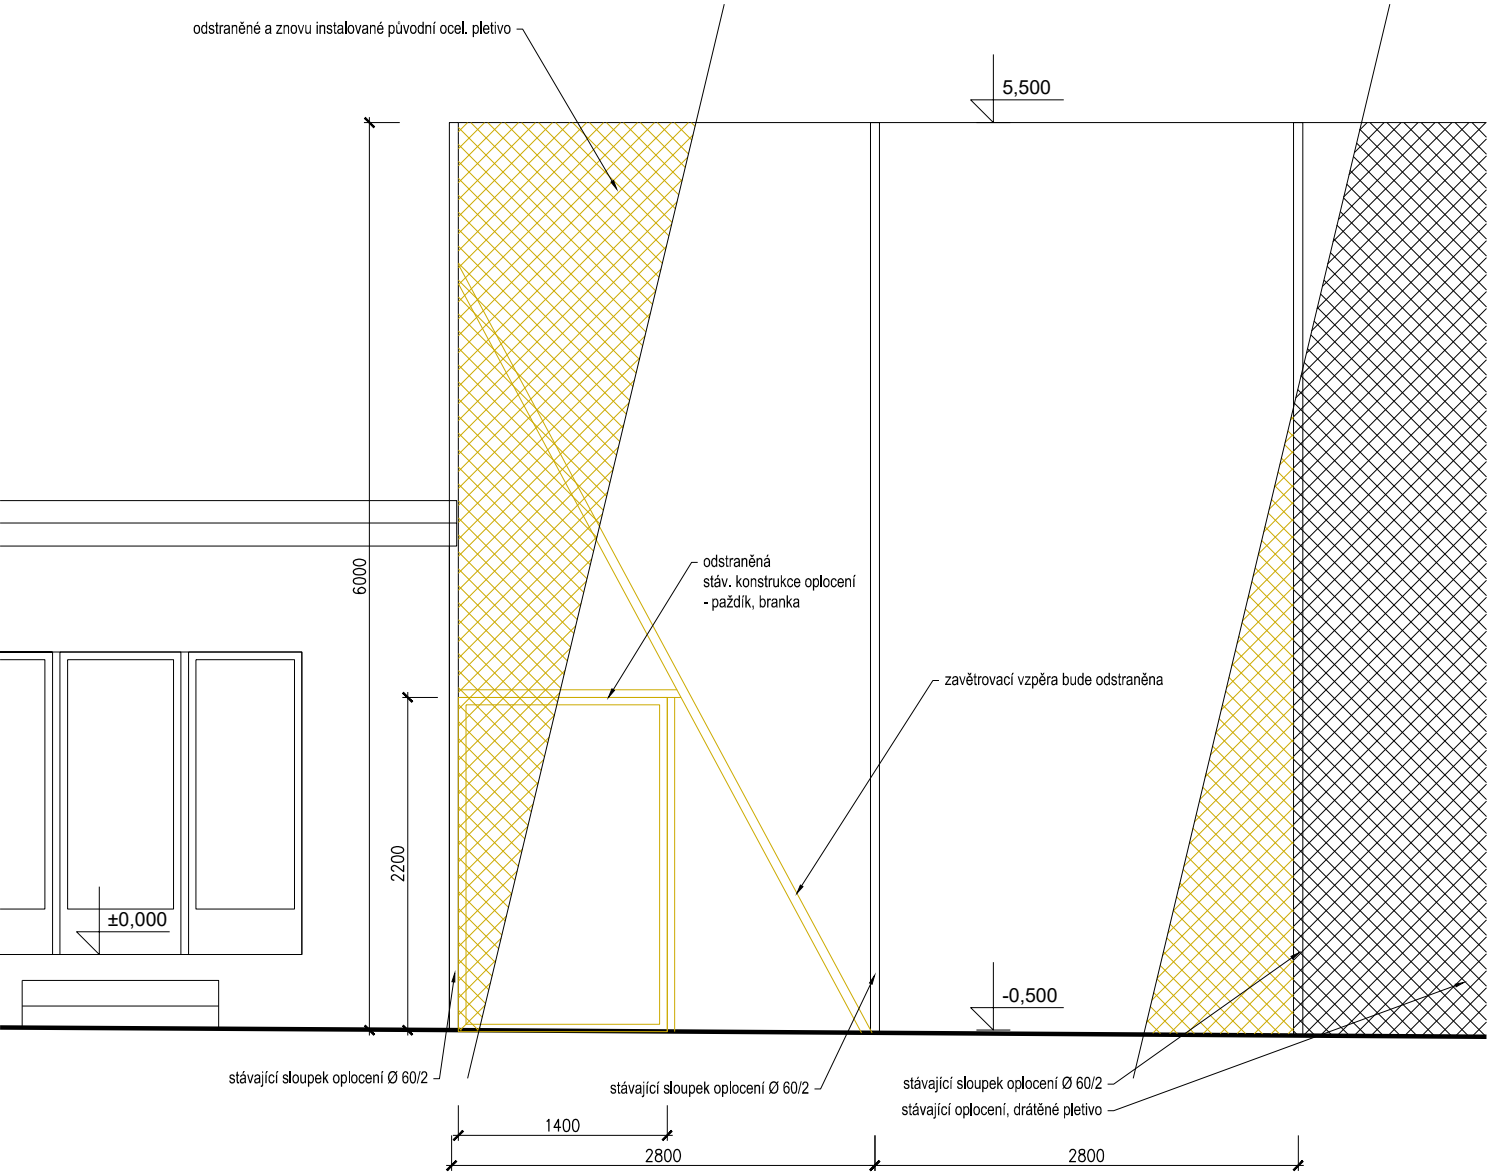 odstraněné a znovu instalované původní ocel. pletivo
5,500
6000
odstraněná
stáv. konstrukce oplocení
- paždík, branka
zavětrovací vzpěra bude odstraněna
2200
±0,000
-0,500
stávající sloupek oplocení Ø 60/2
stávající sloupek oplocení Ø 60/2
stávající sloupek oplocení Ø 60/2
stávající oplocení, drátěné pletivo
1400
2800
2800